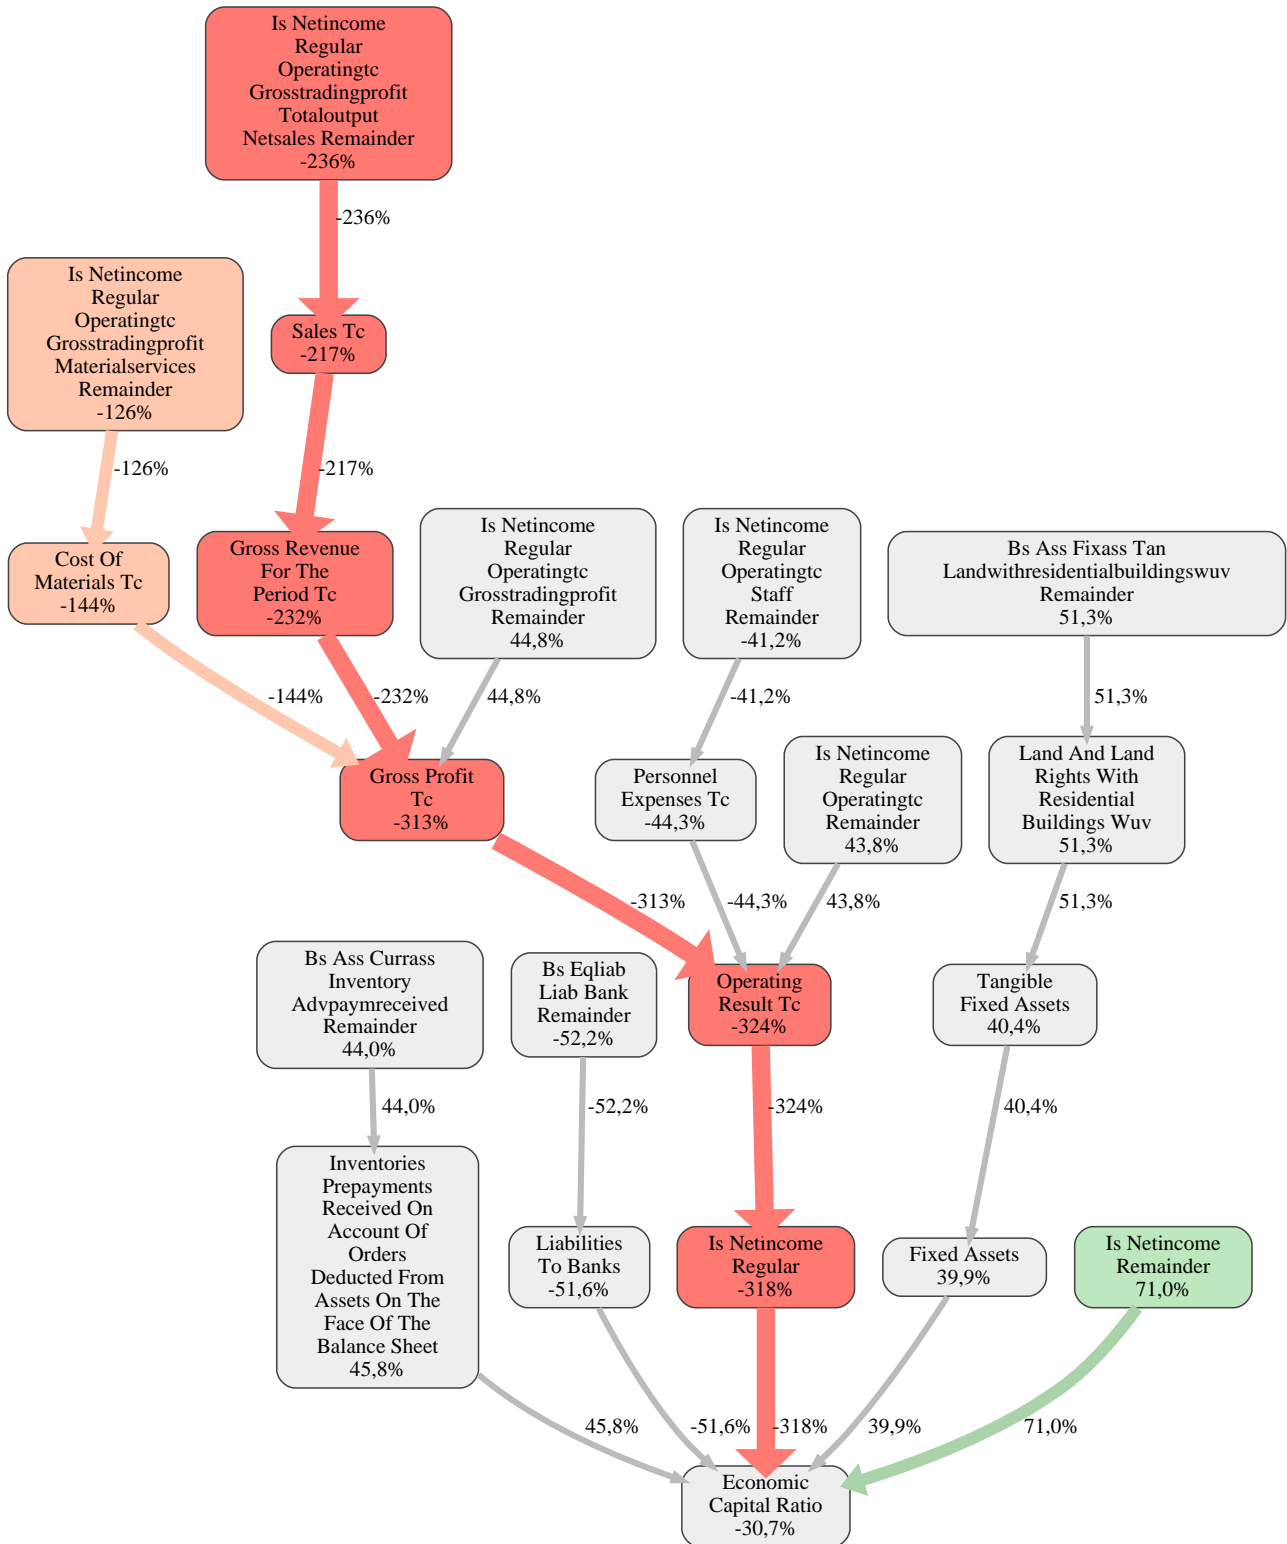 Is Netincome
Regular
Operatingtc
Grosstradingprofit
Totaloutput
Netsales Remainder
-236%
-236%
Is Netincome
Regular
Operatingtc
Grosstradingprofit
Materialservices
Remainder
-126%
Sales Tc
-217%
-126%
-217%
Cost Of
Materials Tc
-144%
Gross Revenue
For The
Period Tc
-232%
Is Netincome
Regular
Operatingtc
Grosstradingprofit
Remainder
44,8%
Is Netincome
Regular
Operatingtc
Staff
Remainder
-41,2%
Bs Ass Fixass Tan
Landwithresidentialbuildingswuv
Remainder
51,3%
-144%
-232%
44,8%
-41,2%
51,3%
Gross Profit
Tc
-313%
Personnel
Expenses Tc
-44,3%
Is Netincome
Regular
Operatingtc
Remainder
43,8%
Land And Land
Rights With
Residential
Buildings Wuv
51,3%
-313%
-44,3%
43,8%
51,3%
Bs Ass Currass
Inventory
Advpaymreceived
Remainder
44,0%
Bs Eqliab
Liab Bank
Remainder
-52,2%
Operating
Result Tc
-324%
Tangible
Fixed Assets
40,4%
44,0%
-52,2%
-324%
40,4%
Inventories
Prepayments
Received On
Account Of
Orders
Deducted From
Assets On The
Face Of The
Balance Sheet
45,8%
Liabilities
To Banks
-51,6%
Is Netincome
Regular
-318%
Fixed Assets
39,9%
Is Netincome
Remainder
71,0%
45,8%
-51,6%
-318%
39,9%
71,0%
Economic
Capital Ratio
-30,7%